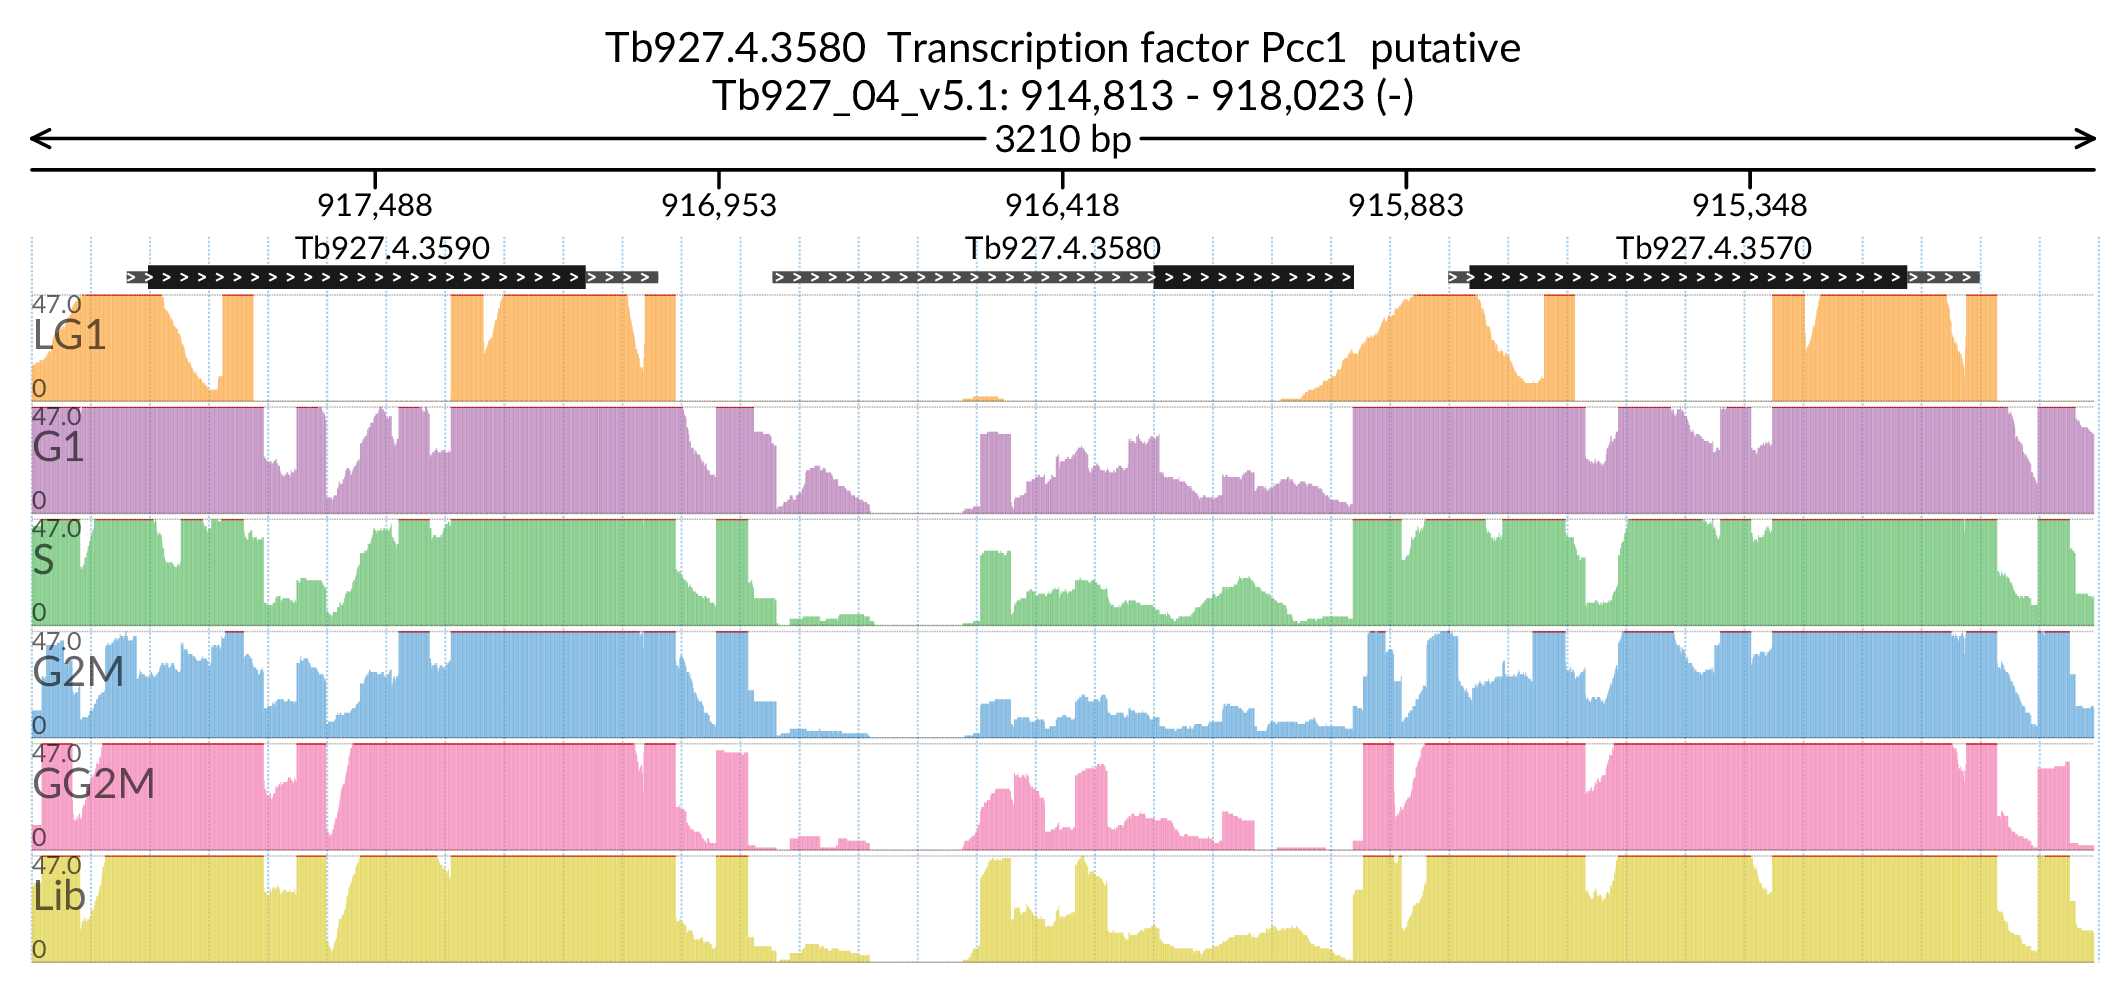 Tb927.4.3580  Transcription factor Pcc1  putative
Tb927_04_v5.1: 914,813 - 918,023 (-)
3210 bp
917,488 916,953 916,418 915,883 915,348
Tb927.4.3590 Tb927.4.3580 Tb927.4.3570
47.0
LG1
0
47.0
G1
0
47.0
S
0
47.0
G2M
0
47.0
GG2M
0
47.0
Lib
0